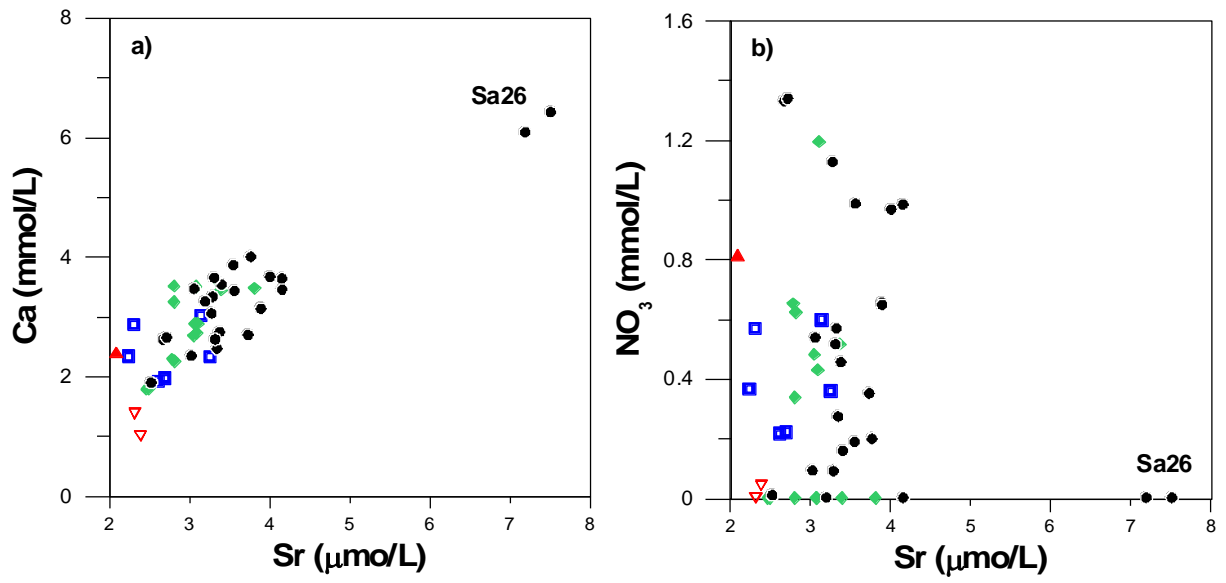 a)
Sa26
Ca (mmol/L)
8
6
4
2
0
2 3 4 5 6 7 8
Sr (μmo/L)
b)
Sa26
NO3 (mmol/L)
1.6
1.2
0.8
0.4
0
2 3 4 5 6 7 8
Sr (μmo/L)